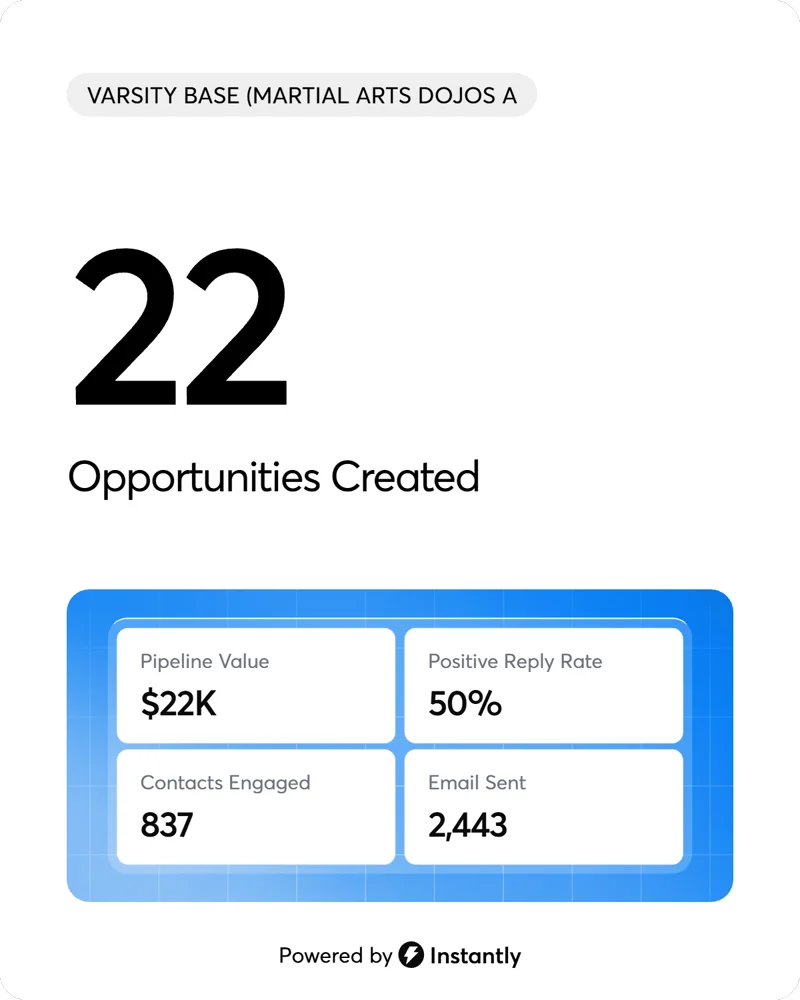 VARSITY BASE (MARTIAL ARTS DOJOS A
22
Opportunities Created
Pipeline Value
$22K
Positive Reply Rate
50%
Contacts Engaged
837
Email Sent
2,443
Powered by Instantly